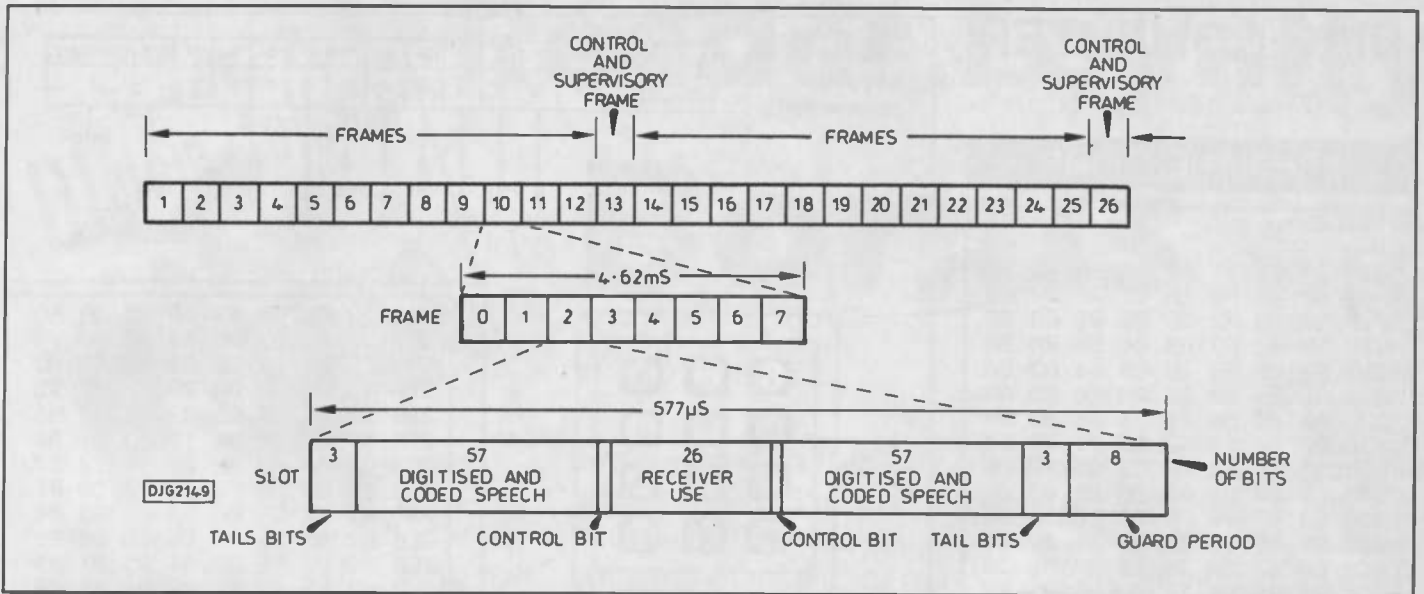 CONTROL
AND
SUPERVISORY
FRAME
CONTROL
AND
SUPERVISORY
FRAME
FRAMES
FRAMES
1 2 3 4 5 6 7 8 9 10 11 12 13 14 15 16 17 18 19 20 21 22 23 24 25 26
4·62mS
FRAME 0 1 2 3 4 5 6 7
577µS
SLOT
3 57 26 57 3 8
DIGITISED AND
CODED SPEECH
RECEIVER
USE
DIGITISED AND
CODED SPEECH
NUMBER
OF BITS
DJG2149
TAILS BITS CONTROL BIT CONTROL BIT TAIL BITS GUARD PERIOD